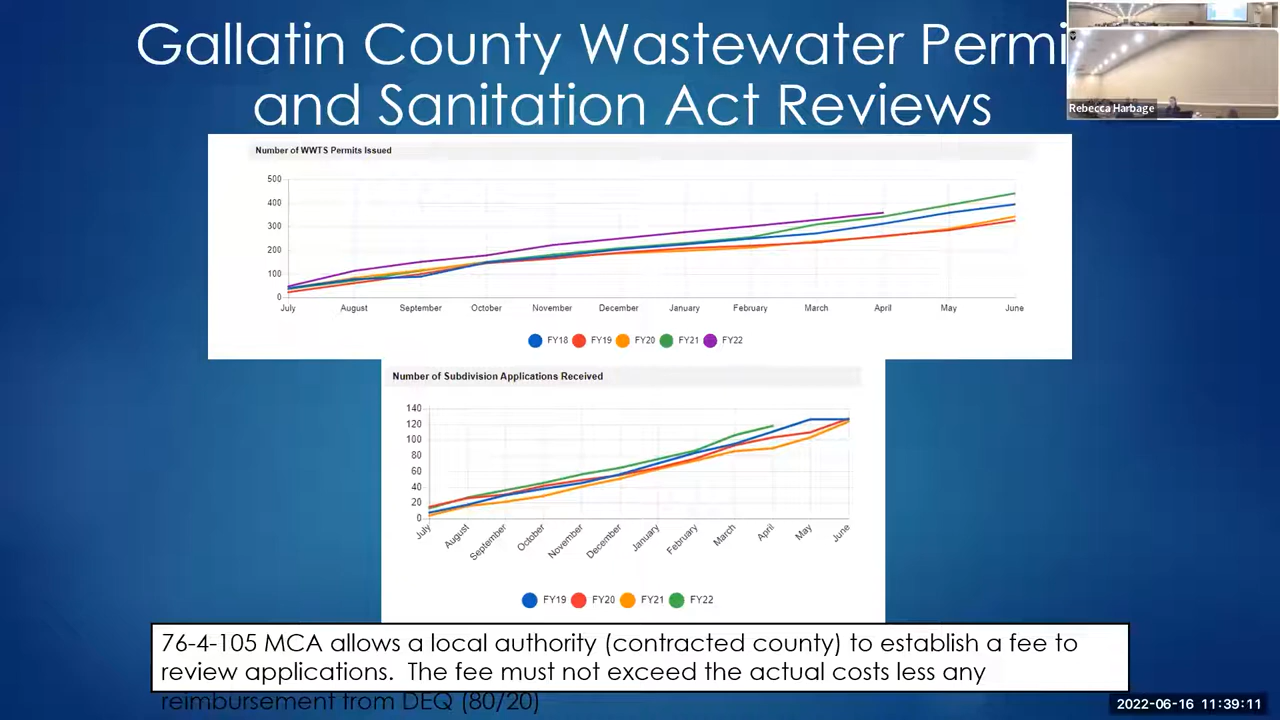 Gallatin County Wastewater Permi
and Sanitation Act Reviews
Rebecca Harbage
Number of WWTS Permits Issued
500
400
300
200
100
0
July August September October November December January February March April May June
FY18 FY19 FY20 FY21 FY22
Number of Subdivision Applications Received
140
120
100
80
60
40
20
0
July August September October November December January February March April May June
FY19 FY20 FY21 FY22
76-4-105 MCA allows a local authority (contracted county) to establish a fee to
review applications. The fee must not exceed the actual costs less any
reimbursement from DEQ (80/20)
2022-06-16 11:39:11